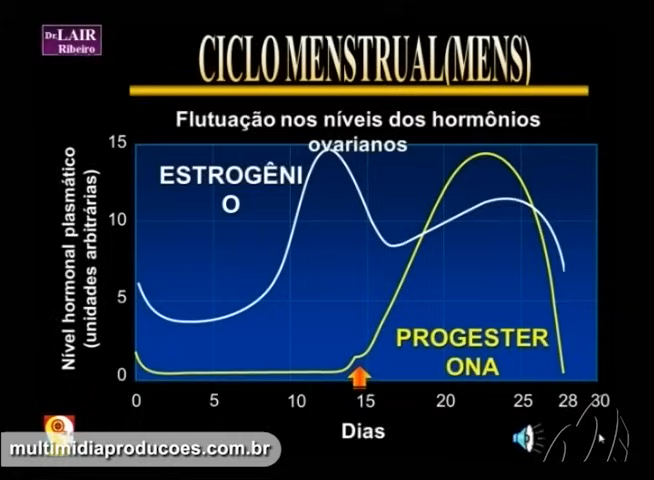 Dr. LAIR
Ribeiro
CICLO MENSTRUAL(MENS)
Flutuação nos níveis dos hormônios
ovarianos
Nível hormonal plasmático
(unidades arbitrárias)
15
10
5
0
ESTROGÊNI
O
PROGESTER
ONA
0 5 10 15 20 25 28 30
Dias
multimidiaproducoes.com.br